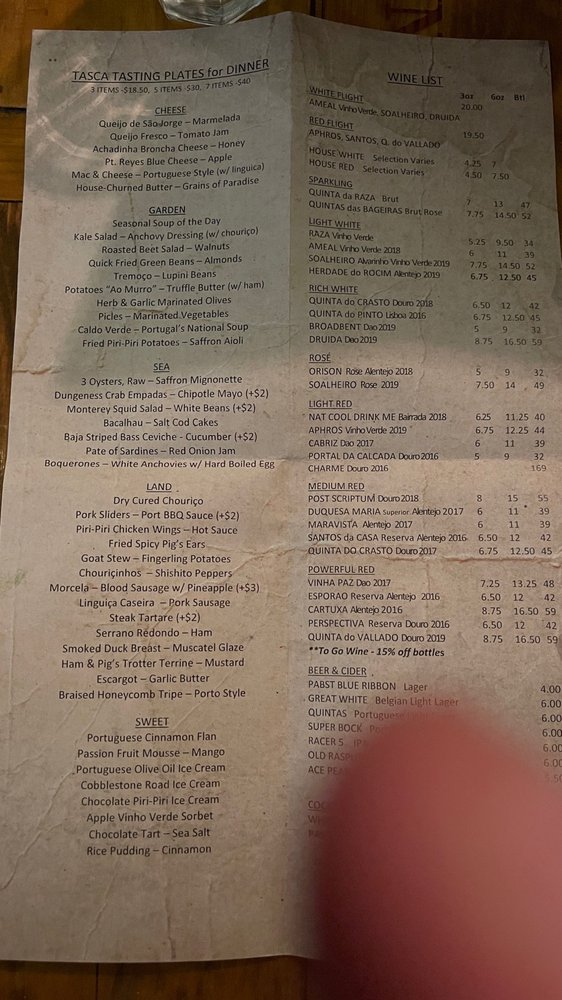 TASCA TASTING PLATES for DINNER
3 ITEMS -$18.50, 5 ITEMS -$30, 7 ITEMS -$40
CHEESE
Queijo de São Jorge – Marmelada
Queijo Fresco – Tomato Jam
Achadinha Broncha Cheese – Honey
Pt. Reyes Blue Cheese – Apple
Mac & Cheese – Portuguese Style (w/ linguica)
House-Churned Butter – Grains of Paradise
GARDEN
Seasonal Soup of the Day
Kale Salad – Anchovy Dressing (w/ chouriço)
Roasted Beet Salad – Walnuts
Quick Fried Green Beans – Almonds
Tremoço – Lupini Beans
Potatoes "Ao Murro" – Truffle Butter (w/ ham)
Herb & Garlic Marinated Olives
Picles – Marinated Vegetables
Caldo Verde – Portugal's National Soup
Fried Piri-Piri Potatoes – Saffron Aioli
SEA
3 Oysters, Raw – Saffron Mignonette
Dungeness Crab Empadas – Chipotle Mayo (+$2)
Monterey Squid Salad – White Beans (+$2)
Bacalhau – Salt Cod Cakes
Baja Striped Bass Ceviche - Cucumber (+$2)
Pate of Sardines – Red Onion Jam
Boquerones – White Anchovies w/ Hard Boiled Egg
LAND
Dry Cured Chouriço
Pork Sliders – Port BBQ Sauce (+$2)
Piri-Piri Chicken Wings – Hot Sauce
Fried Spicy Pig's Ears
Goat Stew – Fingerling Potatoes
Chouriçinhos – Shishito Peppers
Morcela – Blood Sausage w/ Pineapple (+$3)
Linguiça Caseira – Pork Sausage
Steak Tartare (+$2)
Serrano Redondo – Ham
Smoked Duck Breast – Muscatel Glaze
Ham & Pig's Trotter Terrine – Mustard
Escargot – Garlic Butter
Braised Honeycomb Tripe – Porto Style
SWEET
Portuguese Cinnamon Flan
Passion Fruit Mousse – Mango
Portuguese Olive Oil Ice Cream
Cobblestone Road Ice Cream
Chocolate Piri-Piri Ice Cream
Apple Vinho Verde Sorbet
Chocolate Tart – Sea Salt
Rice Pudding – Cinnamon
WINE LIST
3oz 6oz Btl
WHITE FLIGHT 20.00
AMEAL Vinho Verde, SOALHEIRO, DRUIDA
RED FLIGHT 19.50
APHROS, SANTOS, Q. do VALLADO
HOUSE WHITE Selection Varies 4.25 7
HOUSE RED Selection Varies 4.50 7.50
SPARKLING
QUINTA da RAZA Brut 7 13 47
QUINTAS das BAGEIRAS Brut Rose 7.75 14.50 52
LIGHT WHITE
RAZA Vinho Verde 5.25 9.50 34
AMEAL Vinho Verde 2018 6 11 39
SOALHEIRO Alvarinho Vinho Verde 2019 7.75 14.50 52
HERDADE do ROCIM Alentejo 2019 6.75 12.50 45
RICH WHITE
QUINTA do CRASTO Douro 2018 6.50 12 42
QUINTA do PINTO Lisboa 2016 6.75 12.50 45
BROADBENT Dao 2019 5 9 32
DRUIDA Dao 2019 8.75 16.50 59
ROSÉ
ORISON Rose Alentejo 2018 5 9 32
SOALHEIRO Rose 2019 7.50 14 49
LIGHT RED
NAT COOL DRINK ME Bairrada 2018 6.25 11.25 40
APHROS Vinho Verde 2019 6.75 12.25 44
CABRIZ Dao 2017 6 11 39
PORTAL DA CALCADA Douro 2016 5 9 32
CHARME Douro 2016 169
MEDIUM RED
POST SCRIPTUM Douro 2018 8 15 55
DUQUESA MARIA Superior Alentejo 2017 6 11 39
MARAVISTA Alentejo 2017 6 11 39
SANTOS da CASA Reserva Alentejo 2016 6.50 12 42
QUINTA DO CRASTO Douro 2017 6.75 12.50 45
POWERFUL RED
VINHA PAZ Dao 2017 7.25 13.25 48
ESPORAO Reserva Alentejo 2016 6.50 12 42
CARTUXA Alentejo 2016 8.75 16.50 59
PERSPECTIVA Reserva Douro 2016 6.50 12 42
QUINTA do VALLADO Douro 2019 8.75 16.50 59
**To Go Wine - 15% off bottles
BEER & CIDER
PABST BLUE RIBBON Lager 4.00
GREAT WHITE Belgian Light Lager 6.00
QUINTAS Portuguese 6.00
SUPER BOCK 6.00
RACER 5 6.00
OLD 6.00
ACE